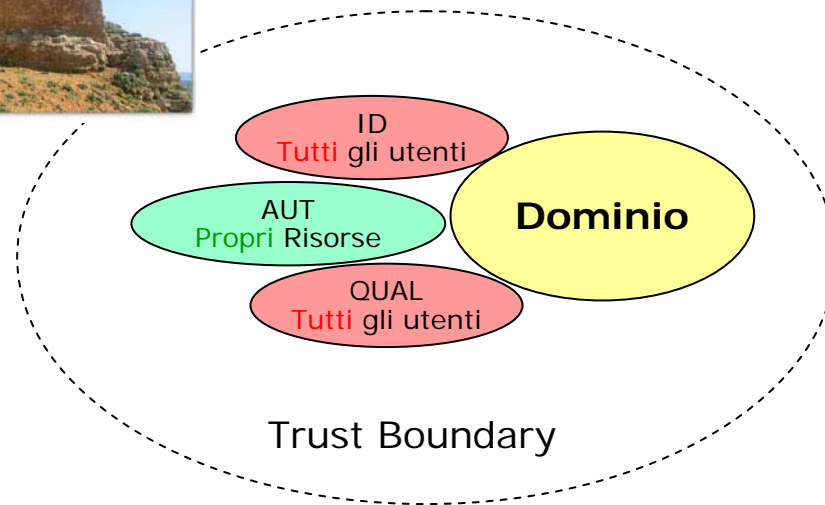 ID
Tutti gli utenti
AUT
Propri Risorse
QUAL
Tutti gli utenti
Dominio
Trust Boundary